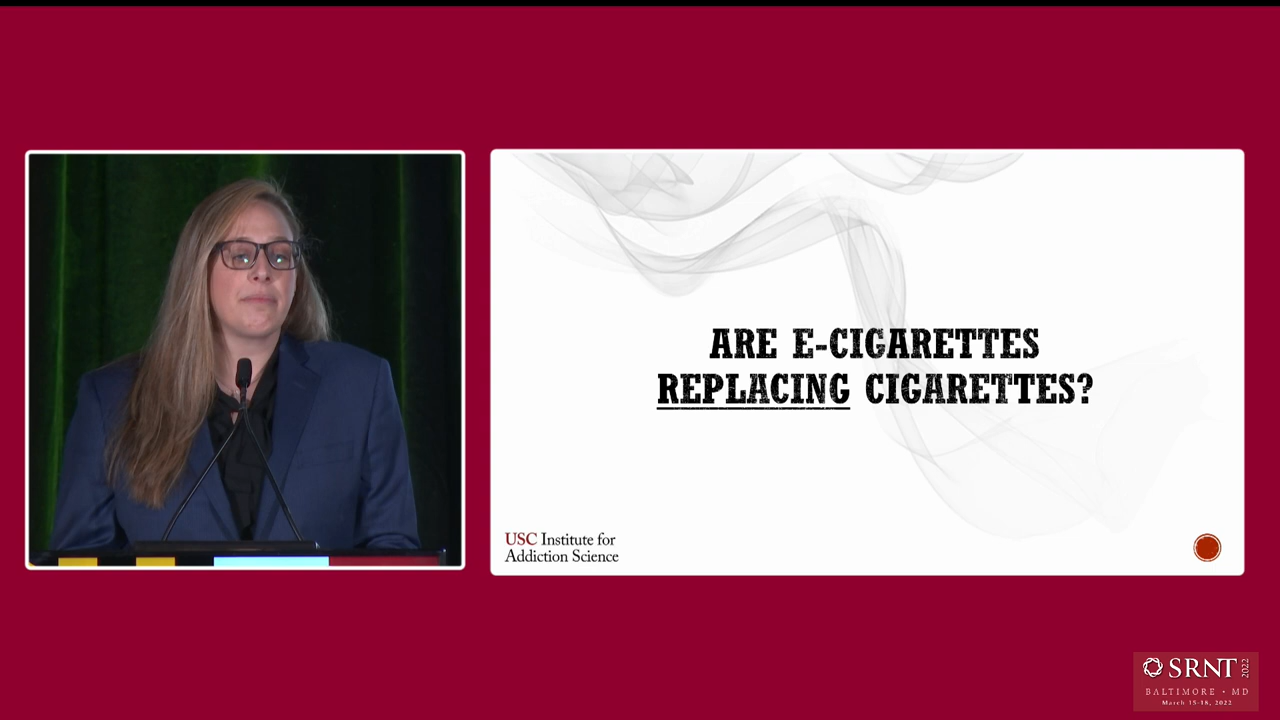 ARE E-CIGARETTES
REPLACING CIGARETTES?
USC Institute for
Addiction Science
SRNT 2022
BALTIMORE • MD
March 15-18, 2022